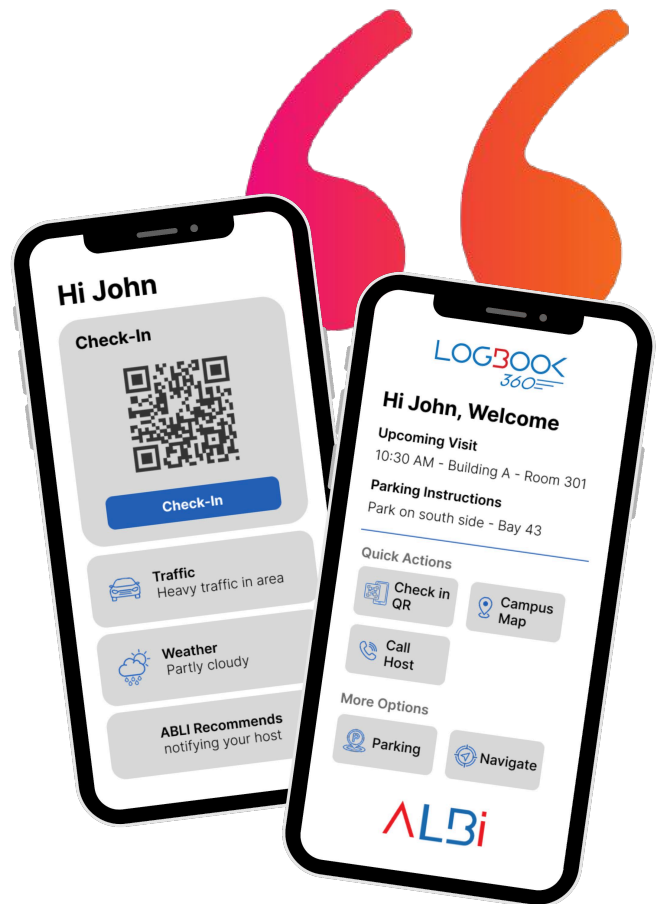 Hi John
Check-In
Check-In
Traffic
Heavy traffic in area
Weather
Partly cloudy
ABLI Recommends
notifying your host
LOGBOOK
360
Hi John, Welcome
Upcoming Visit
10:30 AM - Building A - Room 301
Parking Instructions
Park on south side - Bay 43
Quick Actions
Check in
QR
Campus
Map
Call
Host
More Options
P
Parking
Navigate
ALBi